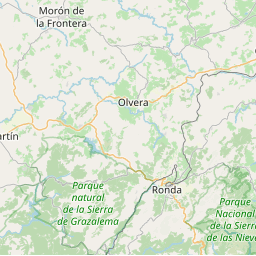 Morón de
la Frontera
Olvera
artín
Parque
natural
de la Sierra
de Grazalema
Ronda
Parque
Nacional
de la Sierra
de las Nieve